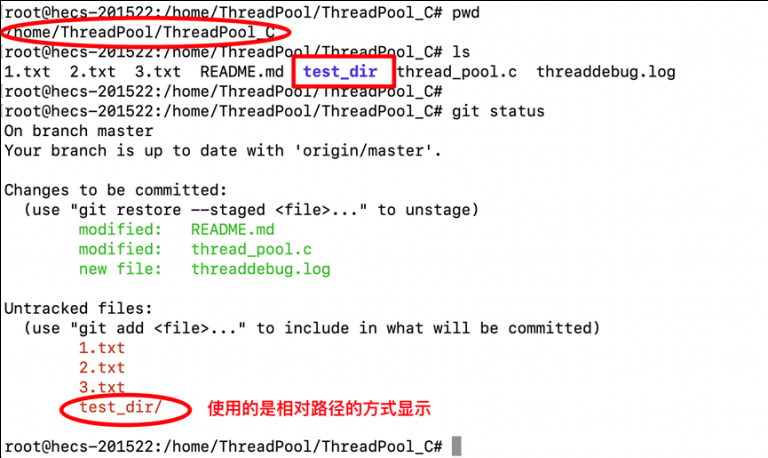 root@hecs-201522:/home/ThreadPool/ThreadPool_C# pwd
/home/ThreadPool/ThreadPool_C
root@hecs-201522:/home/ThreadPool/ThreadPool_C# ls
1.txt  2.txt  3.txt  README.md  test_dir  thread_pool.c  threaddebug.log
root@hecs-201522:/home/ThreadPool/ThreadPool_C#
root@hecs-201522:/home/ThreadPool/ThreadPool_C# git status
On branch master
Your branch is up to date with 'origin/master'.
Changes to be committed:
  (use "git restore --staged <file>..." to unstage)
        modified:   README.md
        modified:   thread_pool.c
        new file:   threaddebug.log
Untracked files:
  (use "git add <file>..." to include in what will be committed)
        1.txt
        2.txt
        3.txt
        test_dir/ 使用的是相对路径的方式显示
root@hecs-201522:/home/ThreadPool/ThreadPool_C#